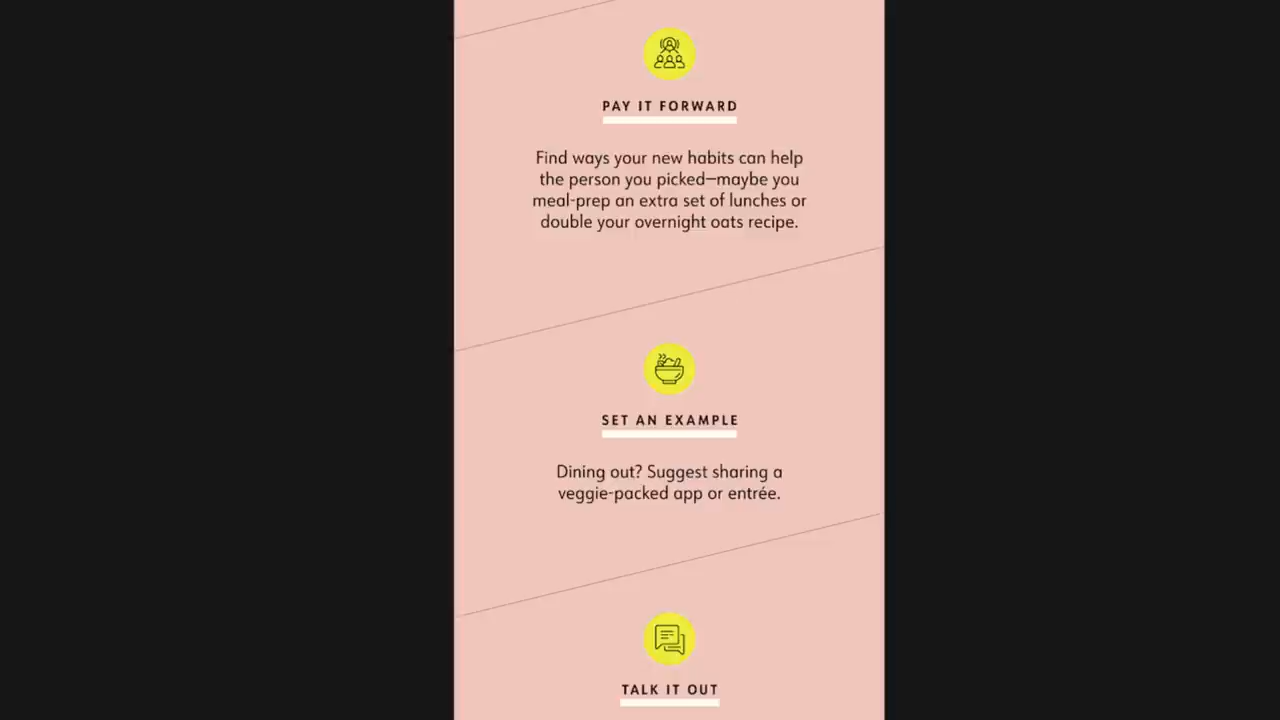 PAY IT FORWARD
Find ways your new habits can help
the person you picked—maybe you
meal-prep an extra set of lunches or
double your overnight oats recipe.
SET AN EXAMPLE
Dining out? Suggest sharing a
veggie-packed app or entrée.
TALK IT OUT